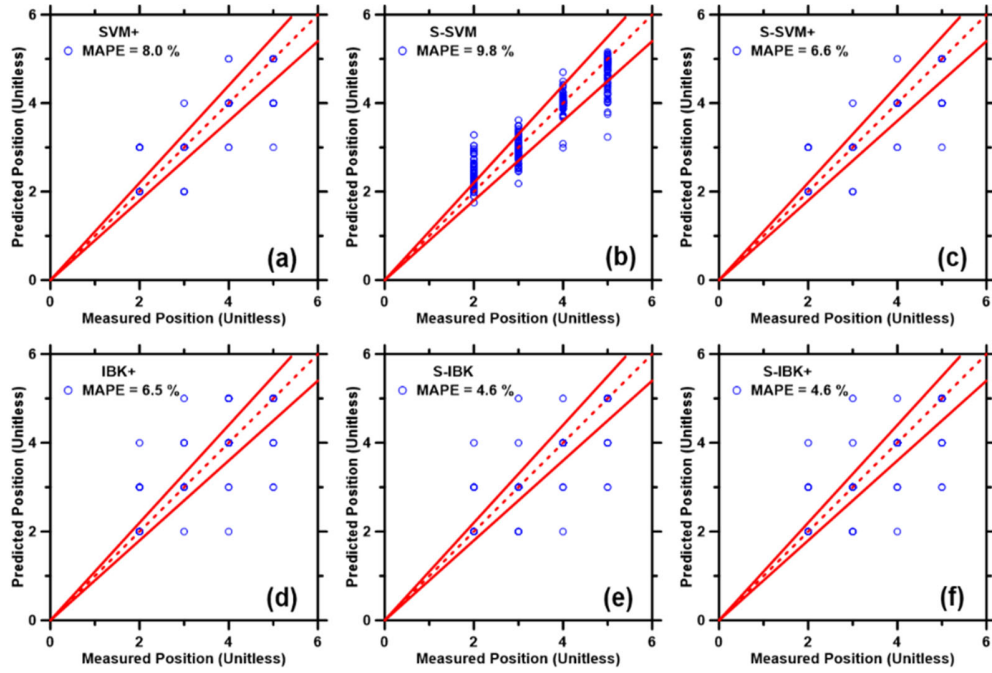 SVM+
MAPE = 8.0 %
Predicted Position (Unitless)
6
4
2
0
(a)
0 2 4 6
Measured Position (Unitless)
S-SVM
MAPE = 9.8 %
Predicted Position (Unitless)
6
4
2
0
(b)
0 2 4 6
Measured Position (Unitless)
S-SVM+
MAPE = 6.6 %
Predicted Position (Unitless)
6
4
2
0
(c)
0 2 4 6
Measured Position (Unitless)
IBK+
MAPE = 6.5 %
Predicted Position (Unitless)
6
4
2
0
(d)
0 2 4 6
Measured Position (Unitless)
S-IBK
MAPE = 4.6 %
Predicted Position (Unitless)
6
4
2
0
(e)
0 2 4 6
Measured Position (Unitless)
S-IBK+
MAPE = 4.6 %
Predicted Position (Unitless)
6
4
2
0
(f)
0 2 4 6
Measured Position (Unitless)